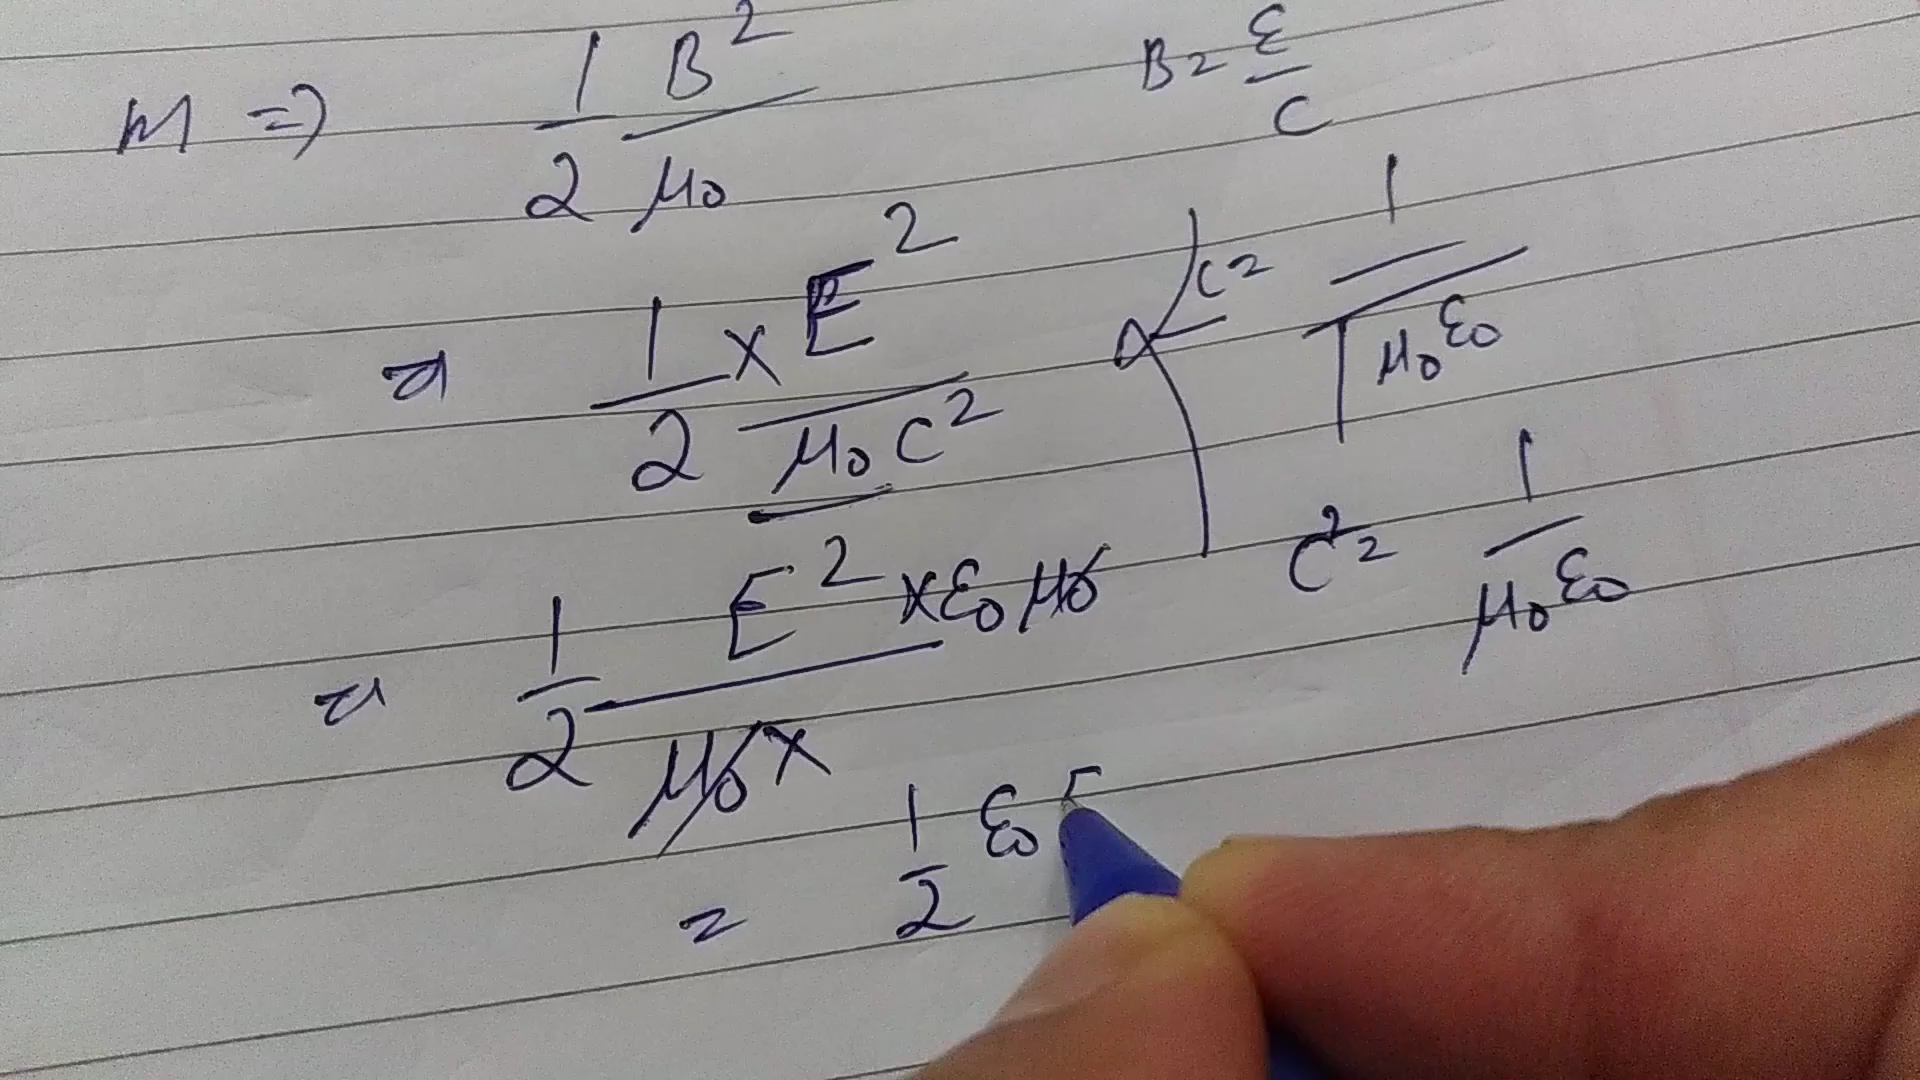 M ⇒ 1/2 B²/μ₀
B = ε/c
⇒ 1/2 × E²/μ₀c²
c = 1/√μ₀ε₀
⇒ 1/2 E² × ε₀μ₀/μ₀ ×
c² = 1/μ₀ε₀
= 1/2 ε₀